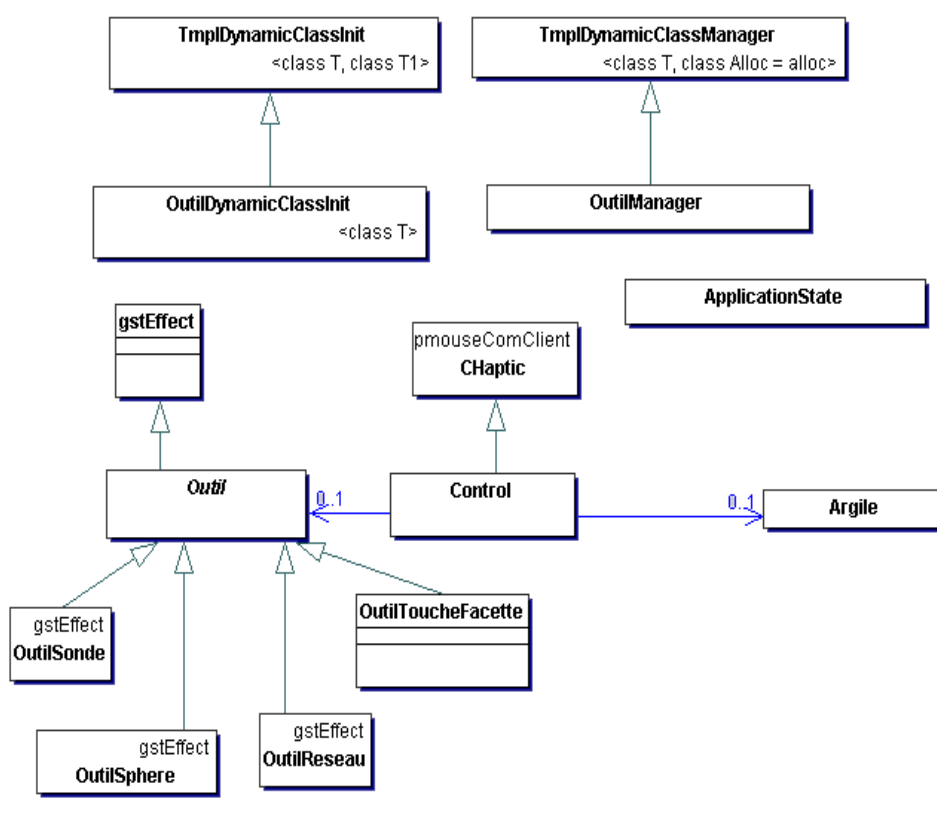 TmplDynamicClassInit
<class T, class T1>
TmplDynamicClassManager
<class T, class Alloc = alloc>
OutilDynamicClassInit
<class T>
OutilManager
ApplicationState
gstEffect
pmouseComClient
CHaptic
Outil
0..1
Control
0..1
Argile
gstEffect
OutilSonde
OutilToucheFacette
gstEffect
OutilSphere
gstEffect
OutilReseau